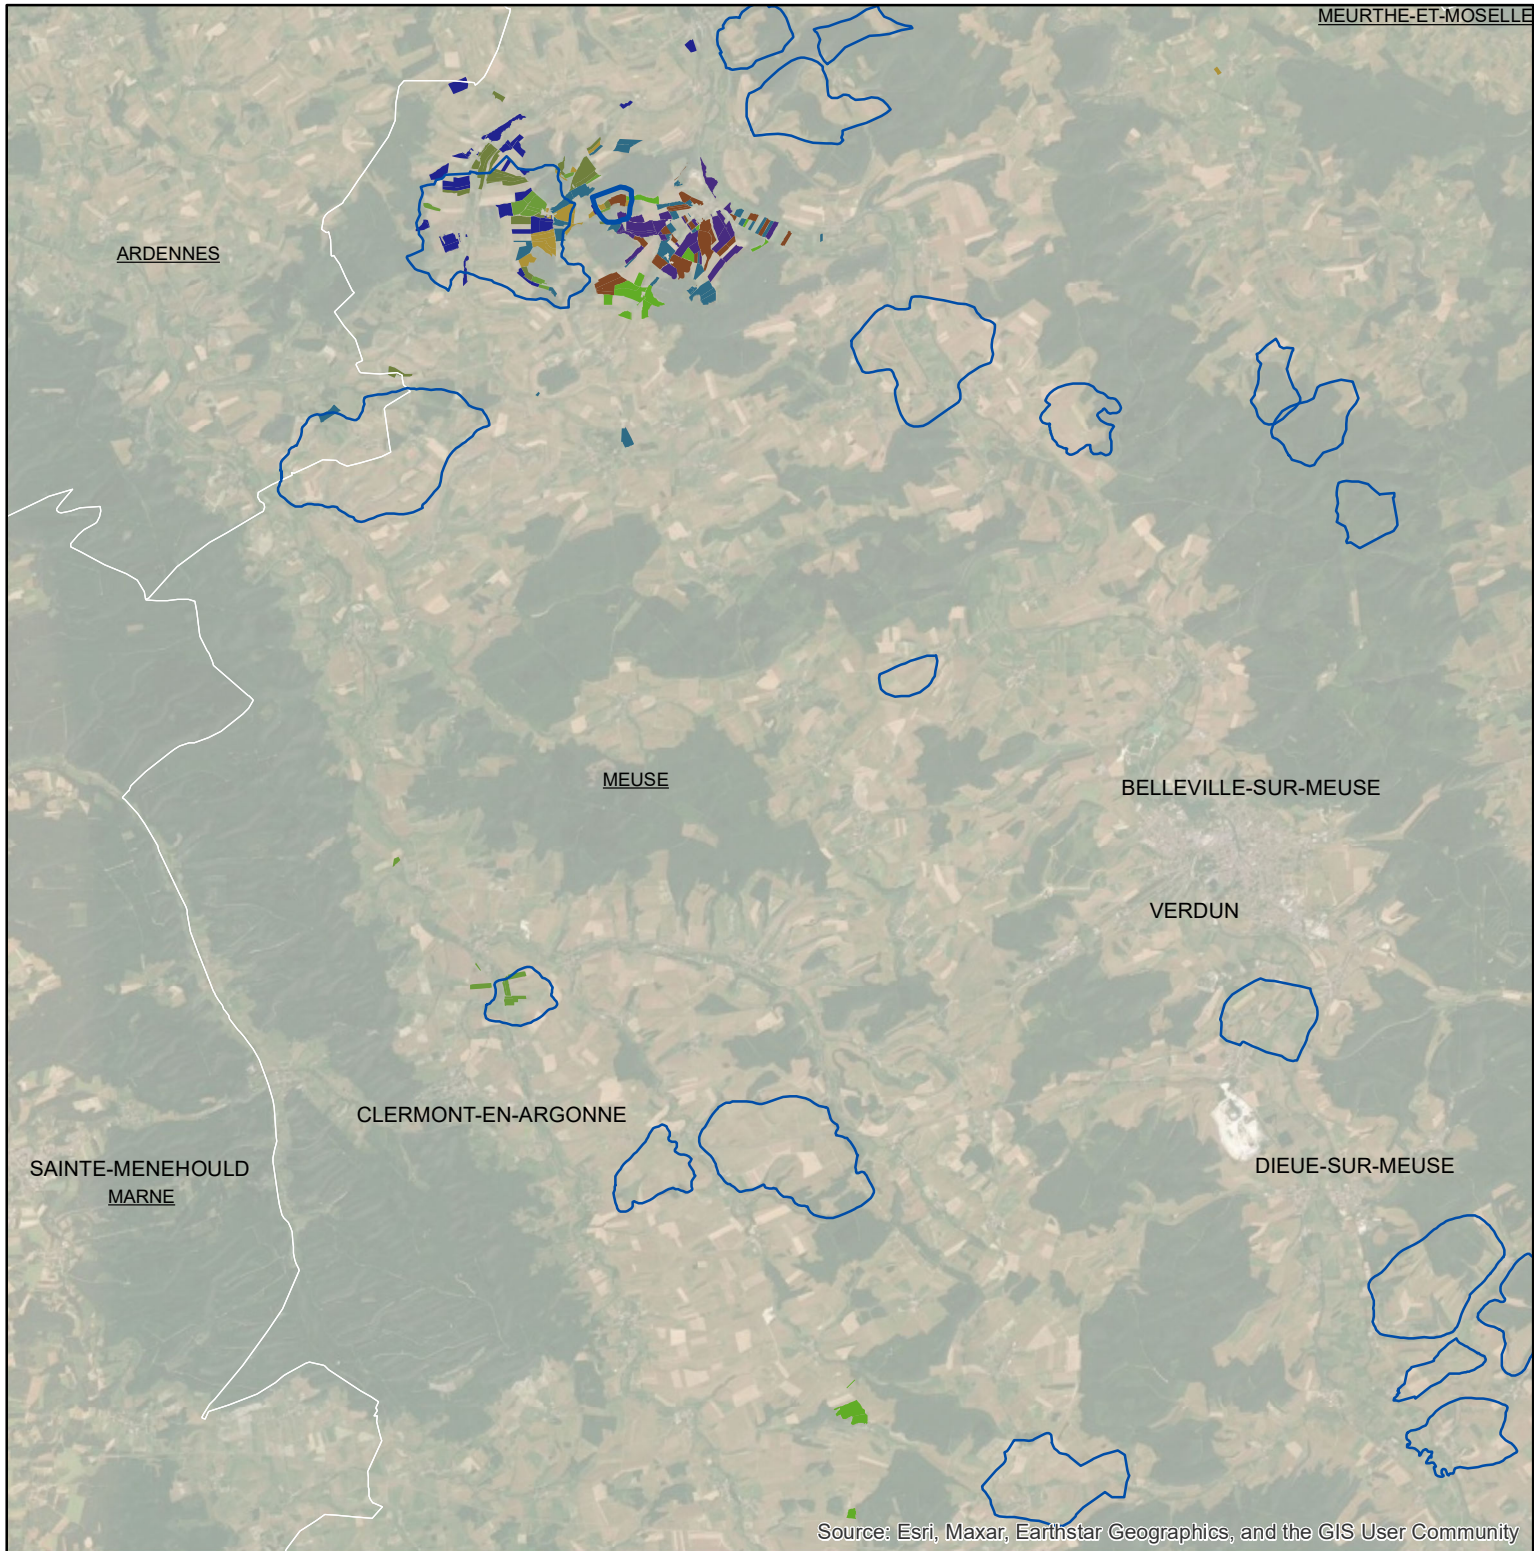 MEURTHE-ET-MOSELLE
ARDENNES
MEUSE
BELLEVILLE-SUR-MEUSE
VERDUN
CLERMONT-EN-ARGONNE
SAINTE-MENEHOULD
MARNE
DIEUE-SUR-MEUSE
Source: Esri, Maxar, Earthstar Geographics, and the GIS User Community